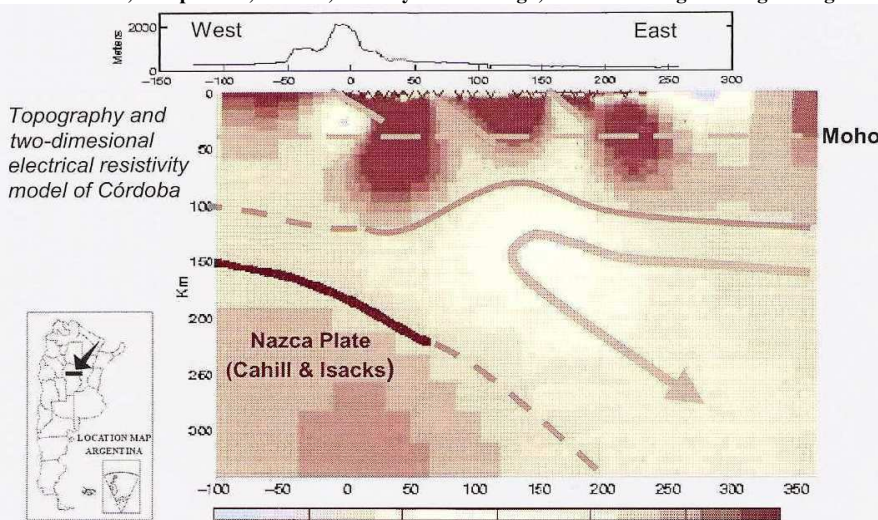 2000
Meters
0
West
East
−150 −100 −50 0 50 100 150 200 250 300
Topography and
two-dimesional
electrical resistivity
model of Córdoba
0
50
100
150
200
250
300
Km
Moho
Nazca Plate
(Cahill & Isacks)
LOCATION MAP
ARGENTINA
−100 −50 0 50 100 150 200 250 300 350